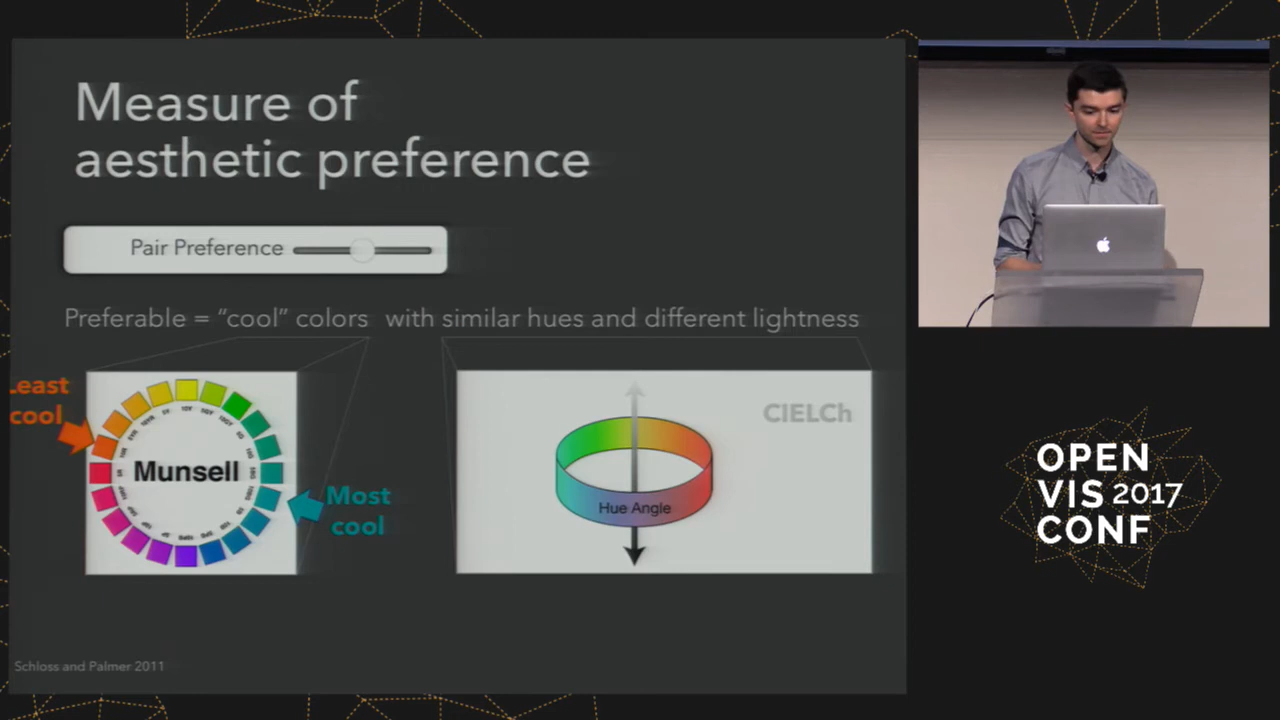 Measure of
aesthetic preference
Pair Preference
Preferable = “cool” colors with similar hues and different lightness
Least
cool
Munsell
Most
cool
CIELCh
Hue Angle
Schloss and Palmer 2011
OPEN
VIS 2017
CONF